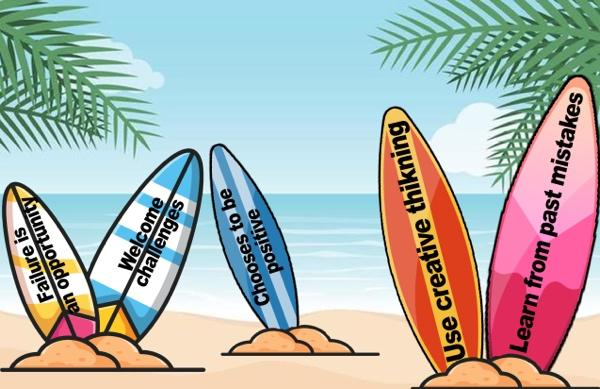 Failure is
an opportunity
Welcome
challenges
Chooses to be
positive
Use creative thikning
Learn from past mistakes